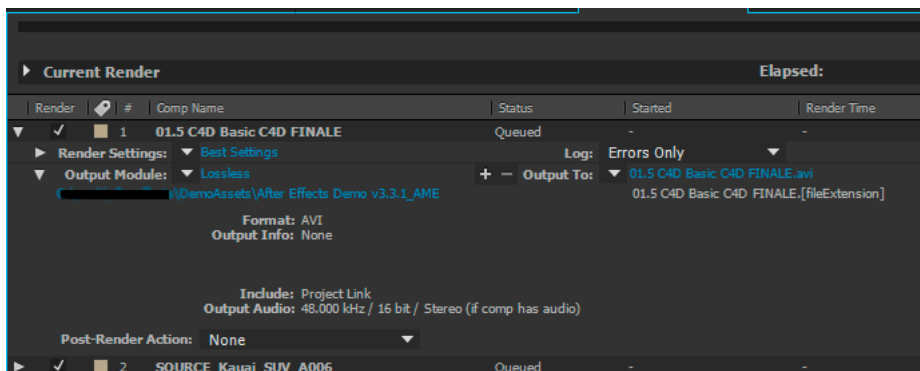 Current Render Elapsed:
Render # Comp Name Status Started Render Time
1 01.5 C4D Basic C4D FINALE Queued - -
Render Settings: Best Settings Log: Errors Only
Output Module: Lossless + − Output To: 01.5 C4D Basic C4D FINALE.avi
\DemoAssets\After Effects Demo v3.3.1_AME 01.5 C4D Basic C4D FINALE.[fileExtension]
Format: AVI
Output Info: None
Include: Project Link
Output Audio: 48.000 kHz / 16 bit / Stereo (if comp has audio)
Post-Render Action: None
2 SOURCE_Kauai_SUV_A006 Queued - -